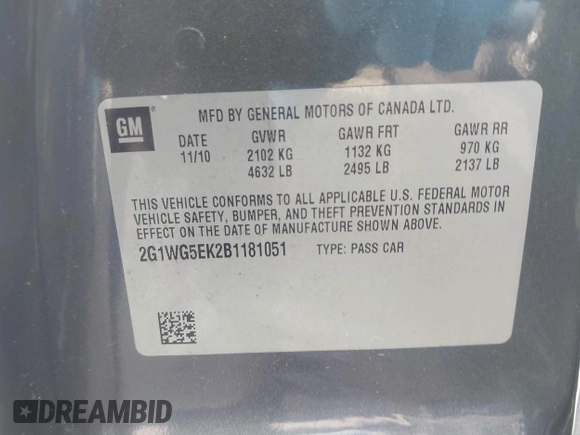 GM
MFD BY GENERAL MOTORS OF CANADA LTD.
DATE GVWR GAWR FRT GAWR RR
11/10 2102 KG 1132 KG 970 KG
4632 LB 2495 LB 2137 LB
THIS VEHICLE CONFORMS TO ALL APPLICABLE U.S. FEDERAL MOTOR
VEHICLE SAFETY, BUMPER, AND THEFT PREVENTION STANDARDS IN
EFFECT ON THE DATE OF MANUFACTURE SHOWN ABOVE.
2G1WG5EK2B1181051 TYPE: PASS CAR
DREAMBID